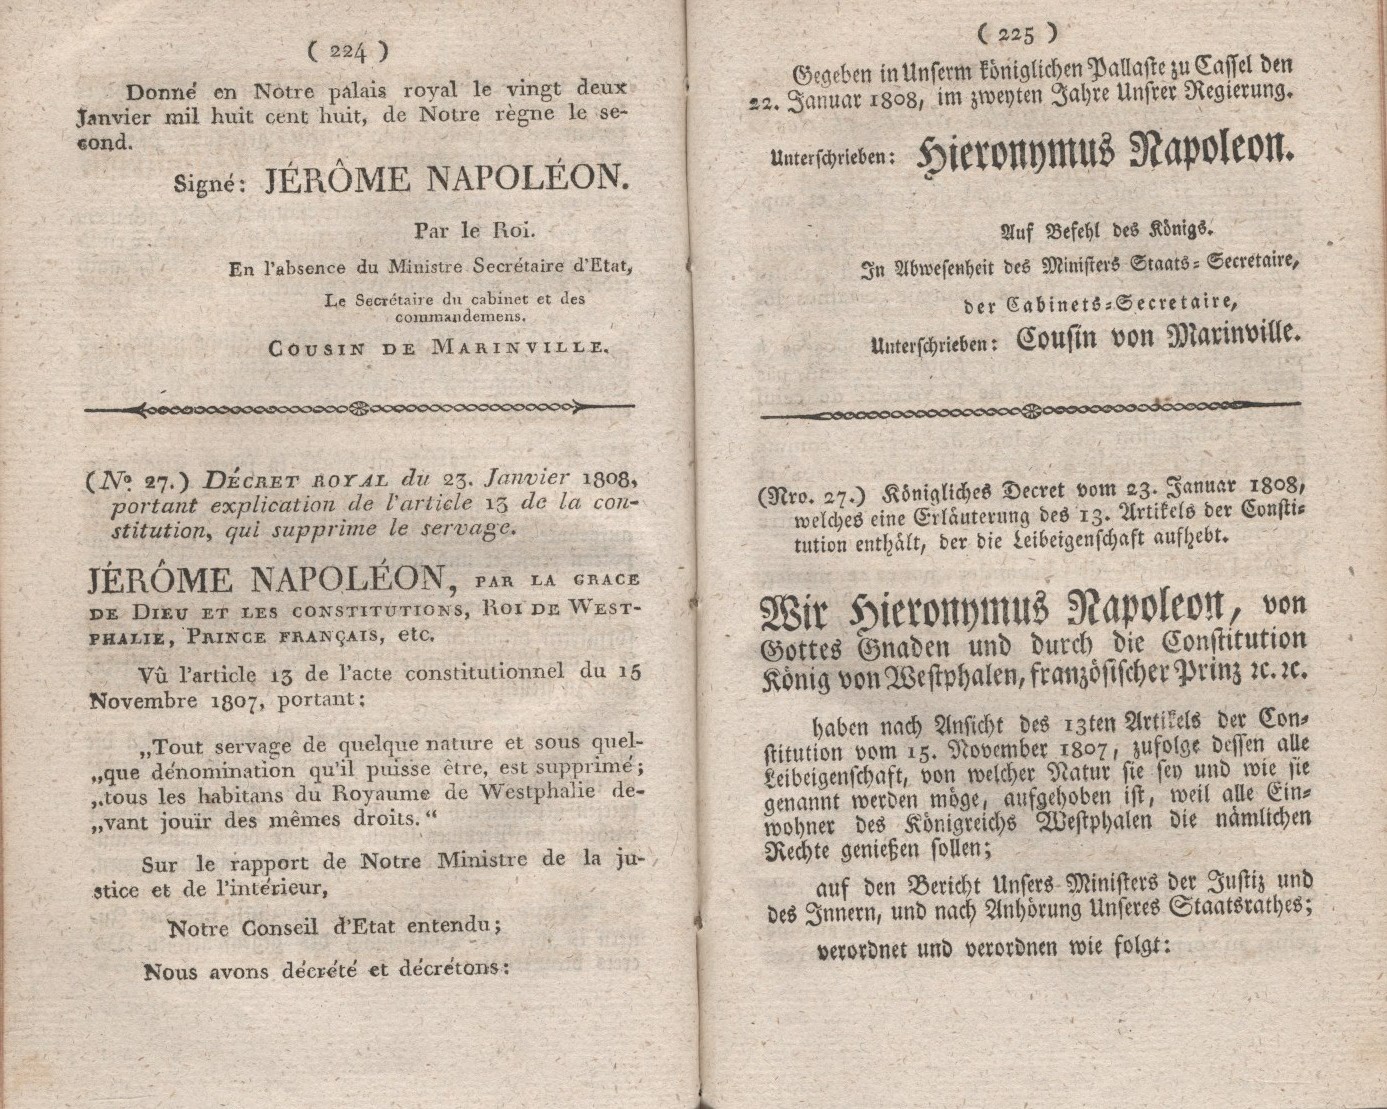 ( 224 )
Donné en Notre palais royal le vingt deux
Janvier mil huit cent huit, de Notre règne le se-
cond.
Signé: JÉRÔME NAPOLÉON.
Par le Roi.
En l'absence du Ministre Secrétaire d'Etat,
Le Secrétaire du cabinet et des
commandemens.
COUSIN DE MARINVILLE.
(Nº 27.) DÉCRET ROYAL du 23. Janvier 1808,
portant explication de l'article 13 de la con-
stitution, qui supprime le servage.
JÉRÔME NAPOLÉON, PAR LA GRACE
DE DIEU ET LES CONSTITUTIONS, ROI DE WEST-
PHALIE, PRINCE FRANÇAIS, etc.
Vû l'article 13 de l'acte constitutionnel du 15
Novembre 1807, portant:
„Tout servage de quelque nature et sous quel-
„que dénomination qu'il puisse être, est supprimé;
„tous les habitans du Royaume de Westphalie de-
„vant jouïr des mêmes droits.“
Sur le rapport de Notre Ministre de la ju-
stice et de l'intérieur,
Notre Conseil d'Etat entendu;
Nous avons décrété et décrétons:
( 225 )
Gegeben in Unserm königlichen Pallaste zu Cassel den
22. Januar 1808, im zweyten Jahre Unsrer Regierung.
Unterschrieben: Hieronymus Napoleon.
Auf Befehl des Königs.
In Abwesenheit des Ministers Staats-Secretaire,
der Cabinets-Secretaire,
Unterschrieben: Cousin von Marinville.
(Nro. 27.) Königliches Decret vom 23. Januar 1808,
welches eine Erläuterung des 13. Artikels der Consti-
tution enthält, der die Leibeigenschaft aufhebt.
Wir Hieronymus Napoleon, von
Gottes Gnaden und durch die Constitution
König von Westphalen, französischer Prinz ꝛc. ꝛc.
haben nach Ansicht des 13ten Artikels der Con-
stitution vom 15. November 1807, zufolge dessen alle
Leibeigenschaft, von welcher Natur sie sey und wie sie
genannt werden möge, aufgehoben ist, weil alle Ein-
wohner des Königreichs Westphalen die nämlichen
Rechte genießen sollen;
auf den Bericht Unsers Ministers der Justiz und
des Innern, und nach Anhörung Unseres Staatsrathes;
verordnet und verordnen wie folgt: